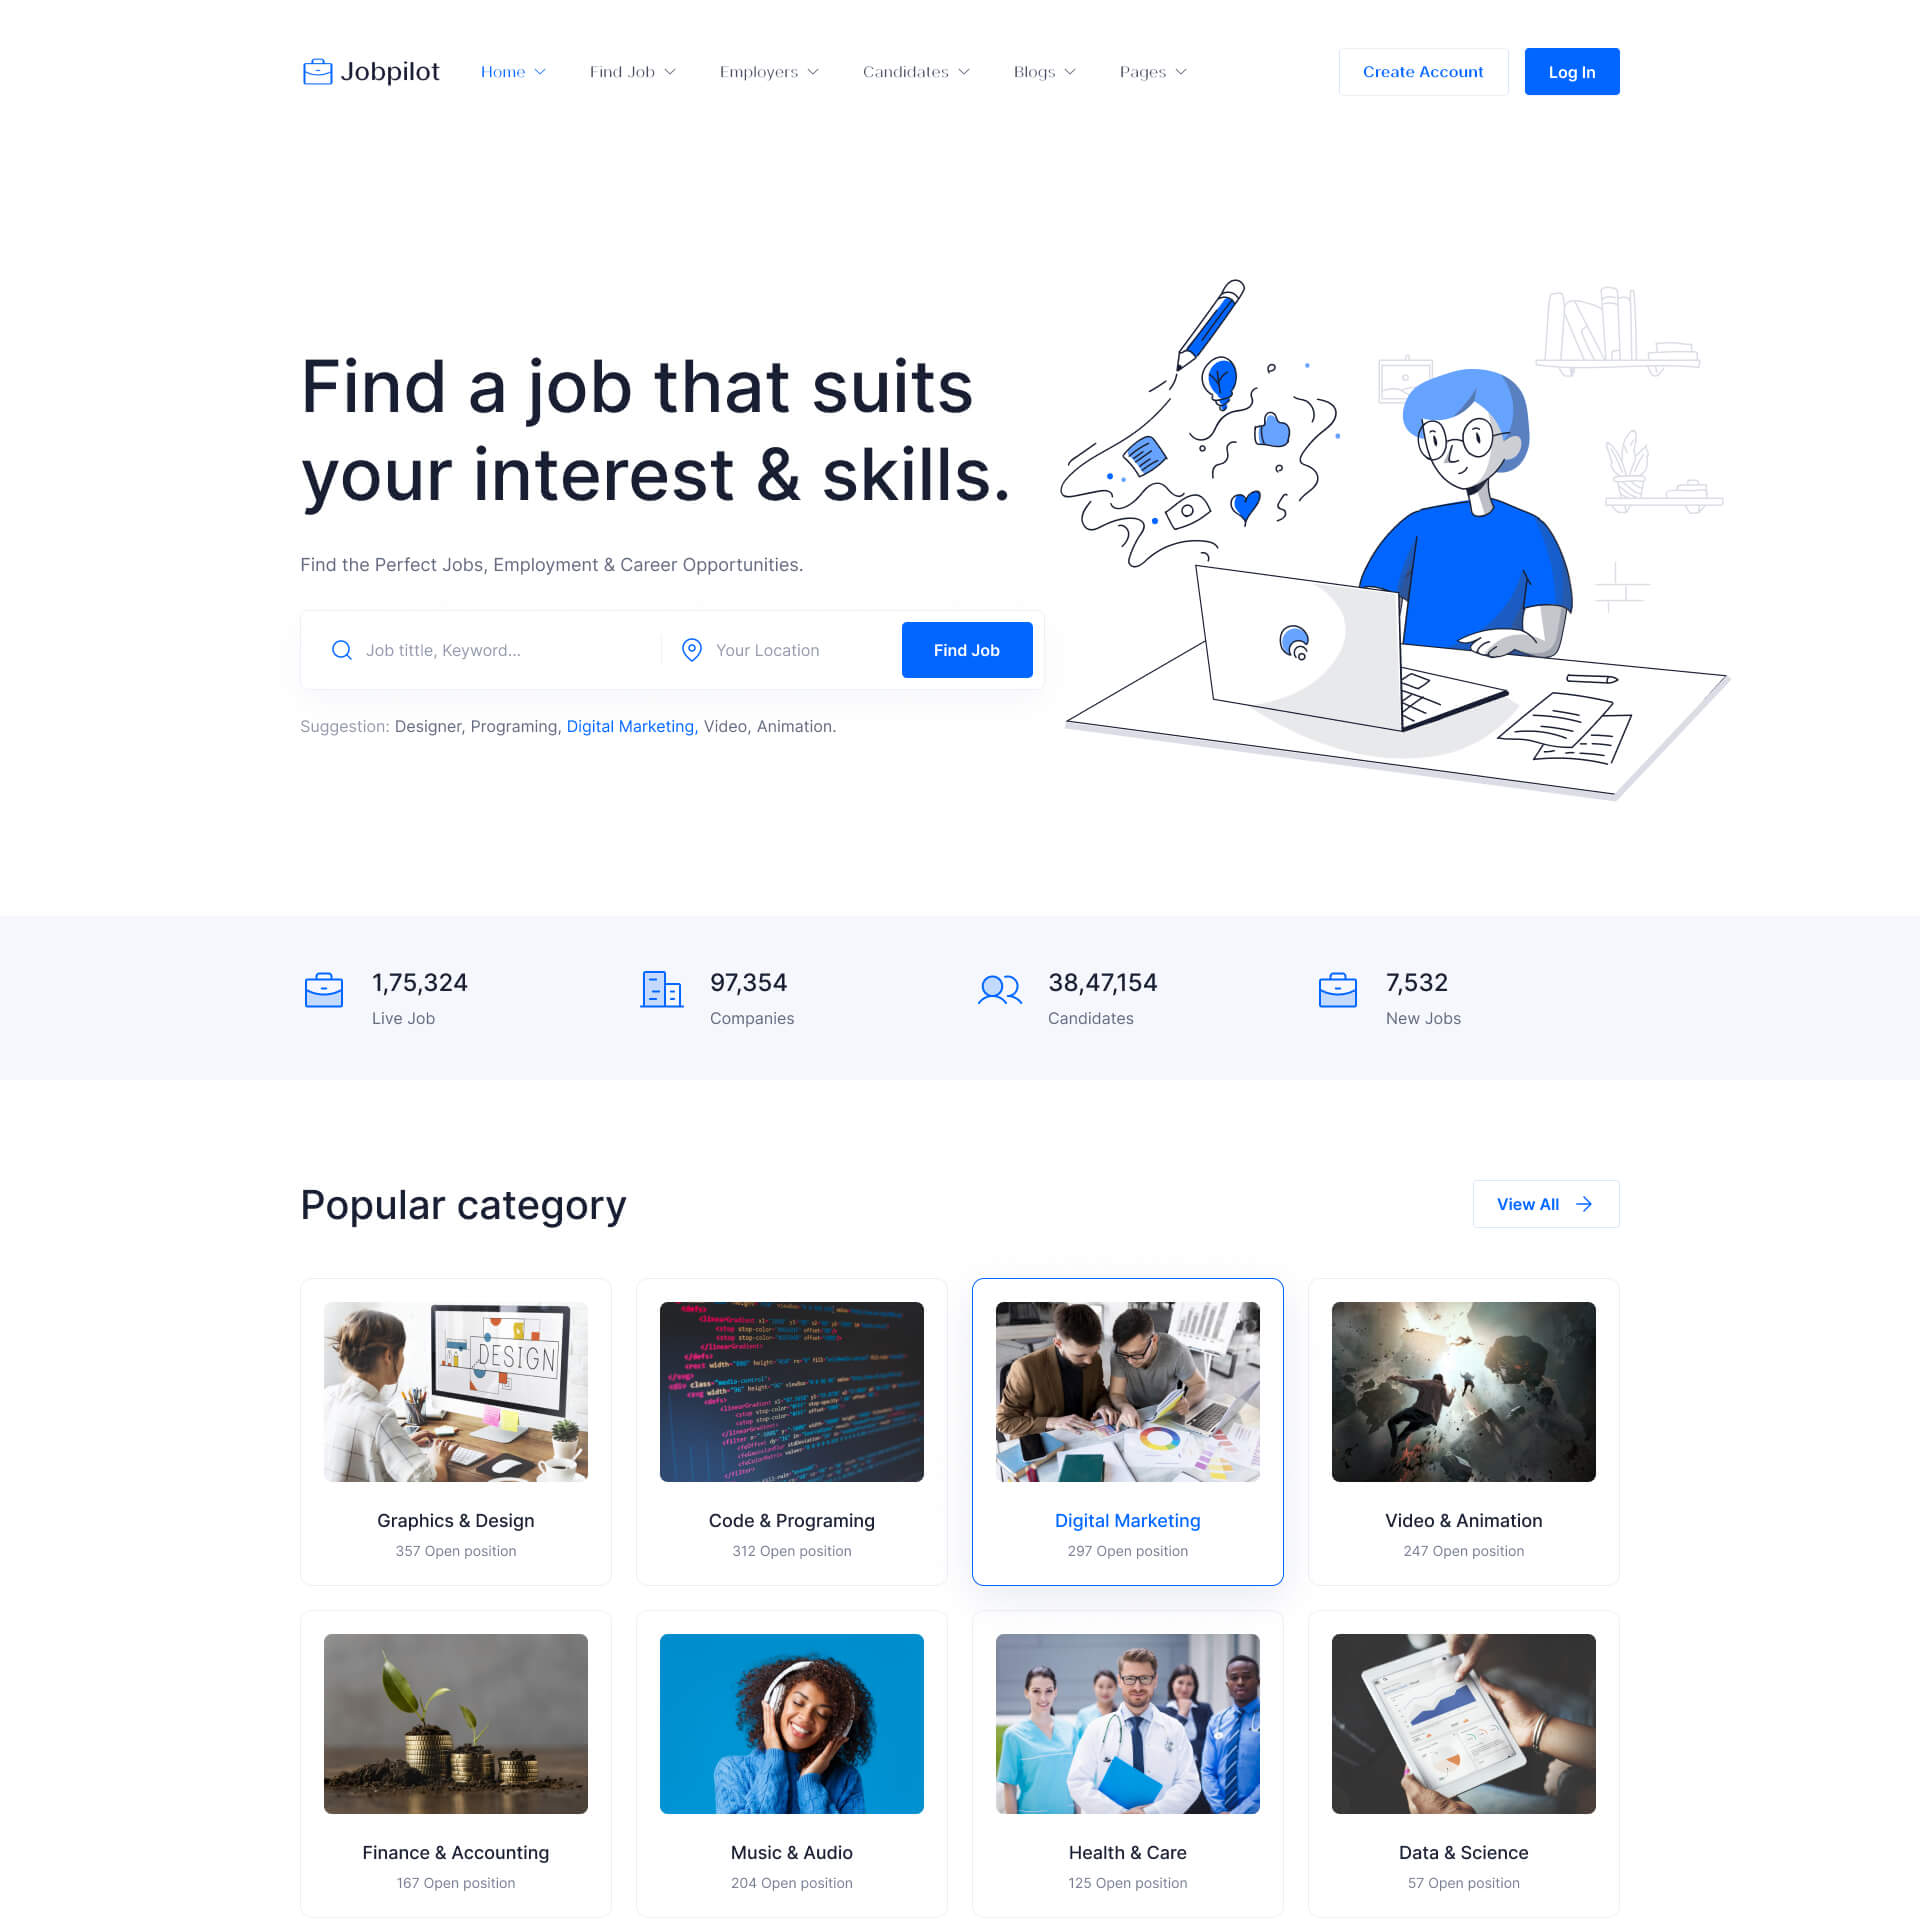 Jobpilot
Home
Find Job
Employers
Candidates
Blogs
Pages
Create Account
Log In
Find a job that suits
your interest & skills.
Find the Perfect Jobs, Employment & Career Opportunities.
Job tittle, Keyword...
Your Location
Find Job
Suggestion: Designer, Programing, Digital Marketing, Video, Animation.
1,75,324
Live Job
97,354
Companies
38,47,154
Candidates
7,532
New Jobs
Popular category
View All
DESIGN
Graphics & Design
357 Open position
Code & Programing
312 Open position
Digital Marketing
297 Open position
Video & Animation
247 Open position
Finance & Accounting
167 Open position
Music & Audio
204 Open position
Health & Care
125 Open position
Data & Science
57 Open position